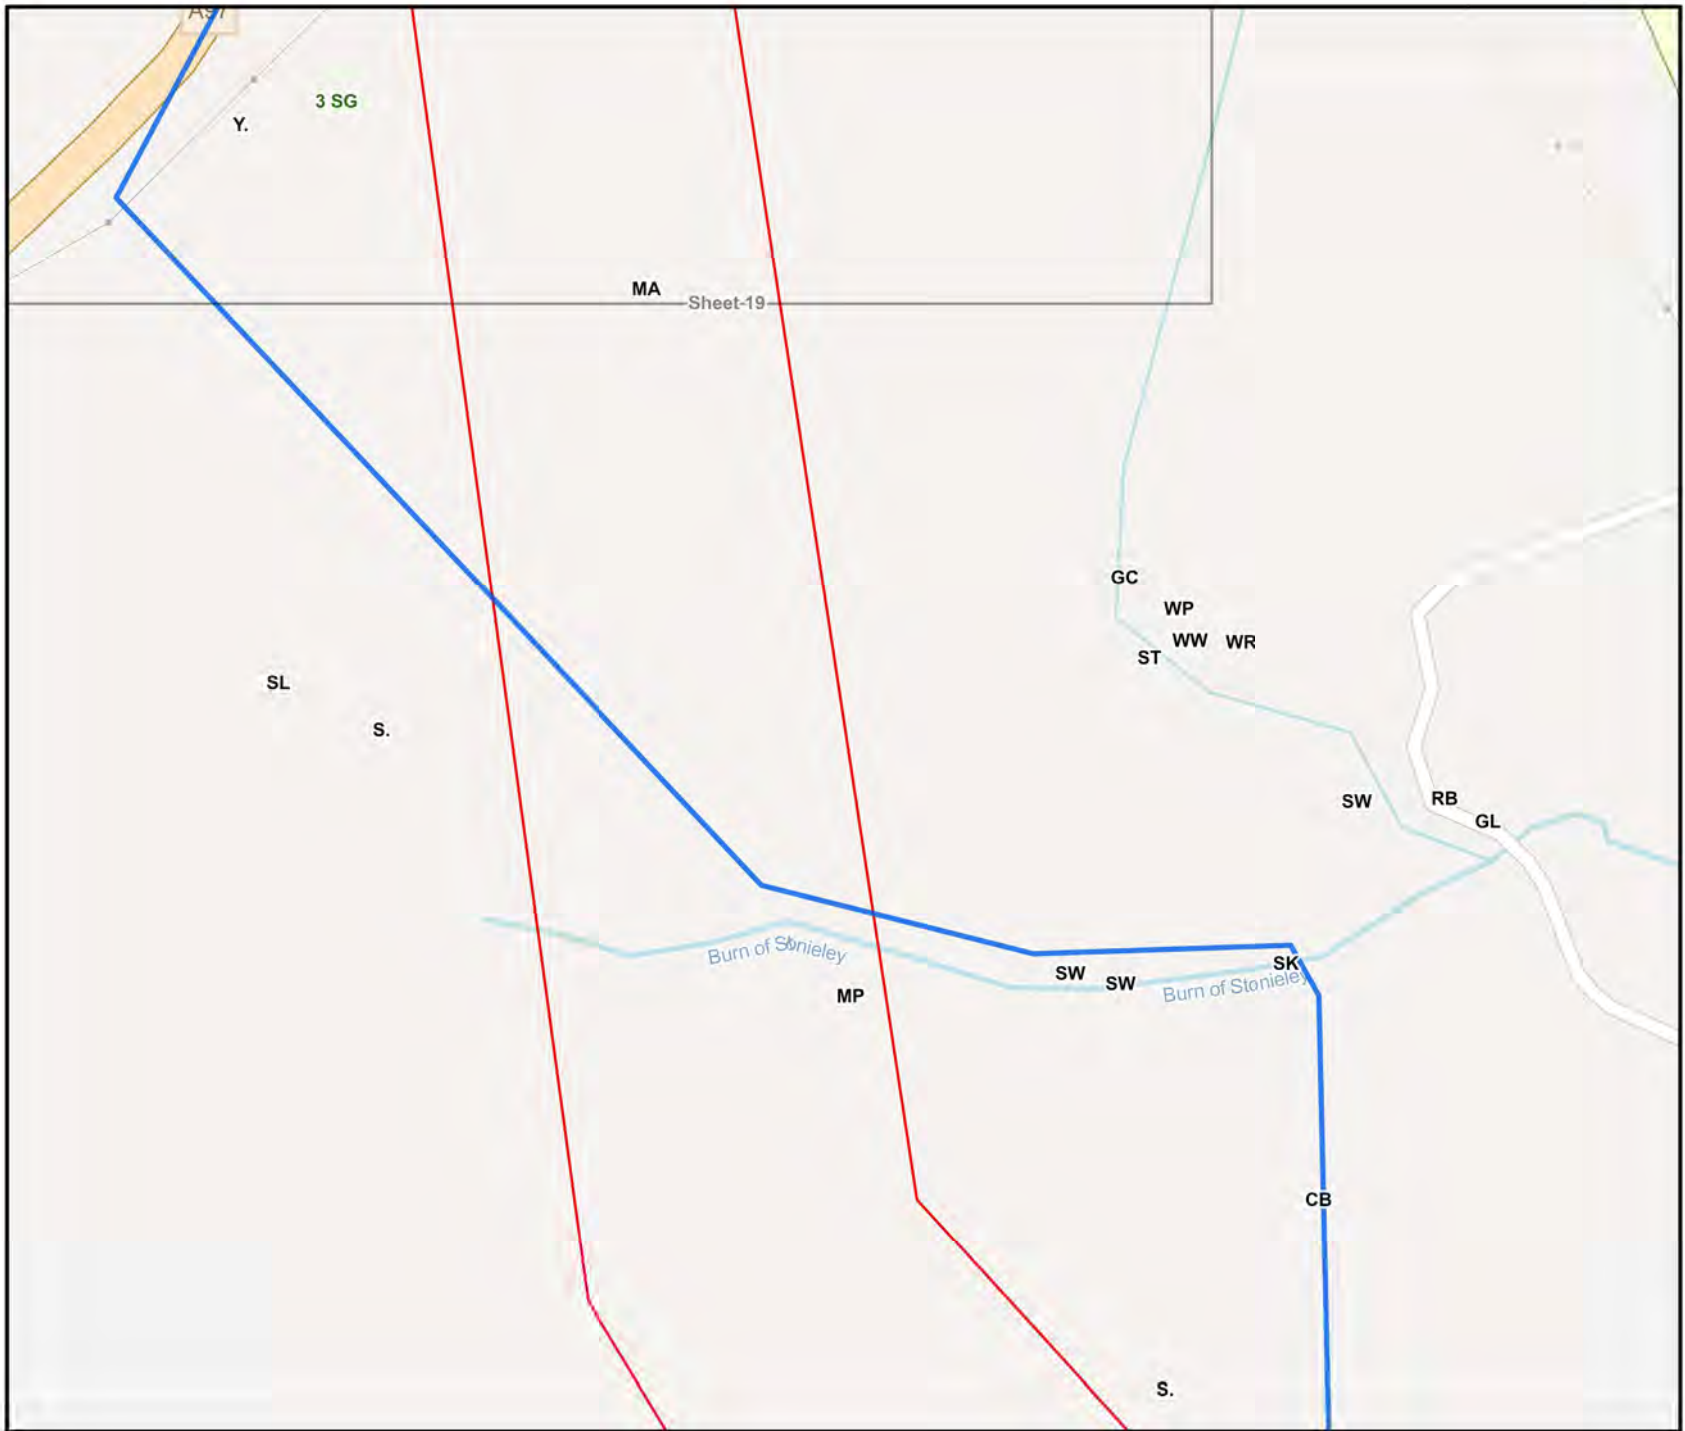 A97
3 SG
Y.
MA
Sheet-19
GC
WP
WW WR
ST
SL
S.
SW
RB
GL
Burn of Stonieley
SK
SW
SW
Burn of Stonieley
MP
CB
S.